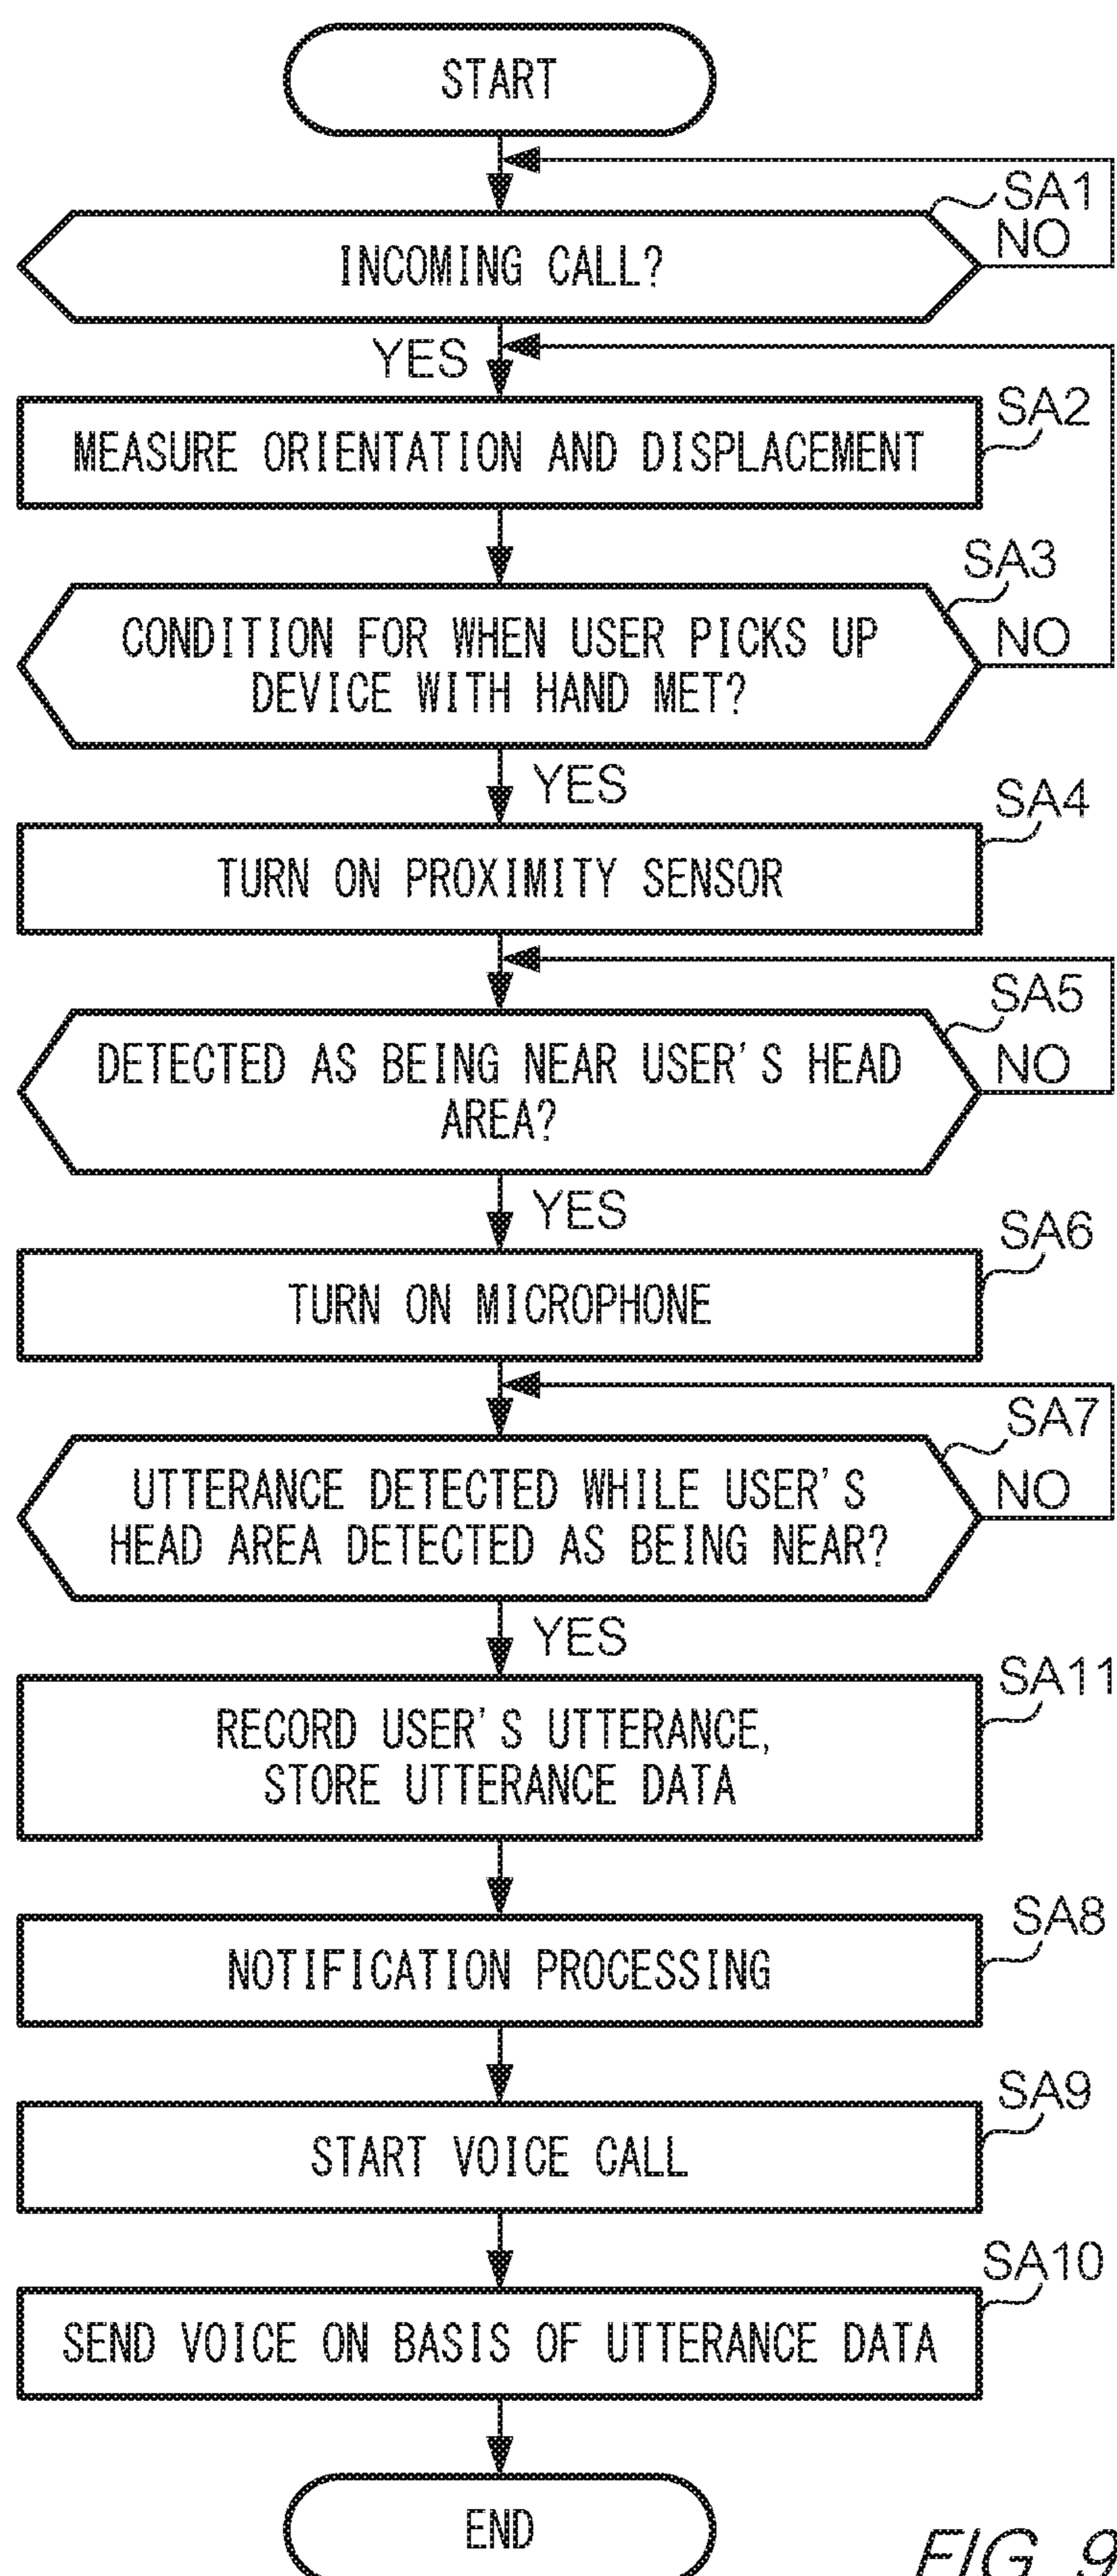 START
SA1
INCOMING CALL?
NO
YES
SA2
MEASURE ORIENTATION AND DISPLACEMENT
SA3
CONDITION FOR WHEN USER PICKS UP
DEVICE WITH HAND MET?
NO
YES
SA4
TURN ON PROXIMITY SENSOR
SA5
DETECTED AS BEING NEAR USER'S HEAD
AREA?
NO
YES
SA6
TURN ON MICROPHONE
SA7
UTTERANCE DETECTED WHILE USER'S
HEAD AREA DETECTED AS BEING NEAR?
NO
YES
SA11
RECORD USER'S UTTERANCE,
STORE UTTERANCE DATA
SA8
NOTIFICATION PROCESSING
SA9
START VOICE CALL
SA10
SEND VOICE ON BASIS OF UTTERANCE DATA
END
FIG. 9